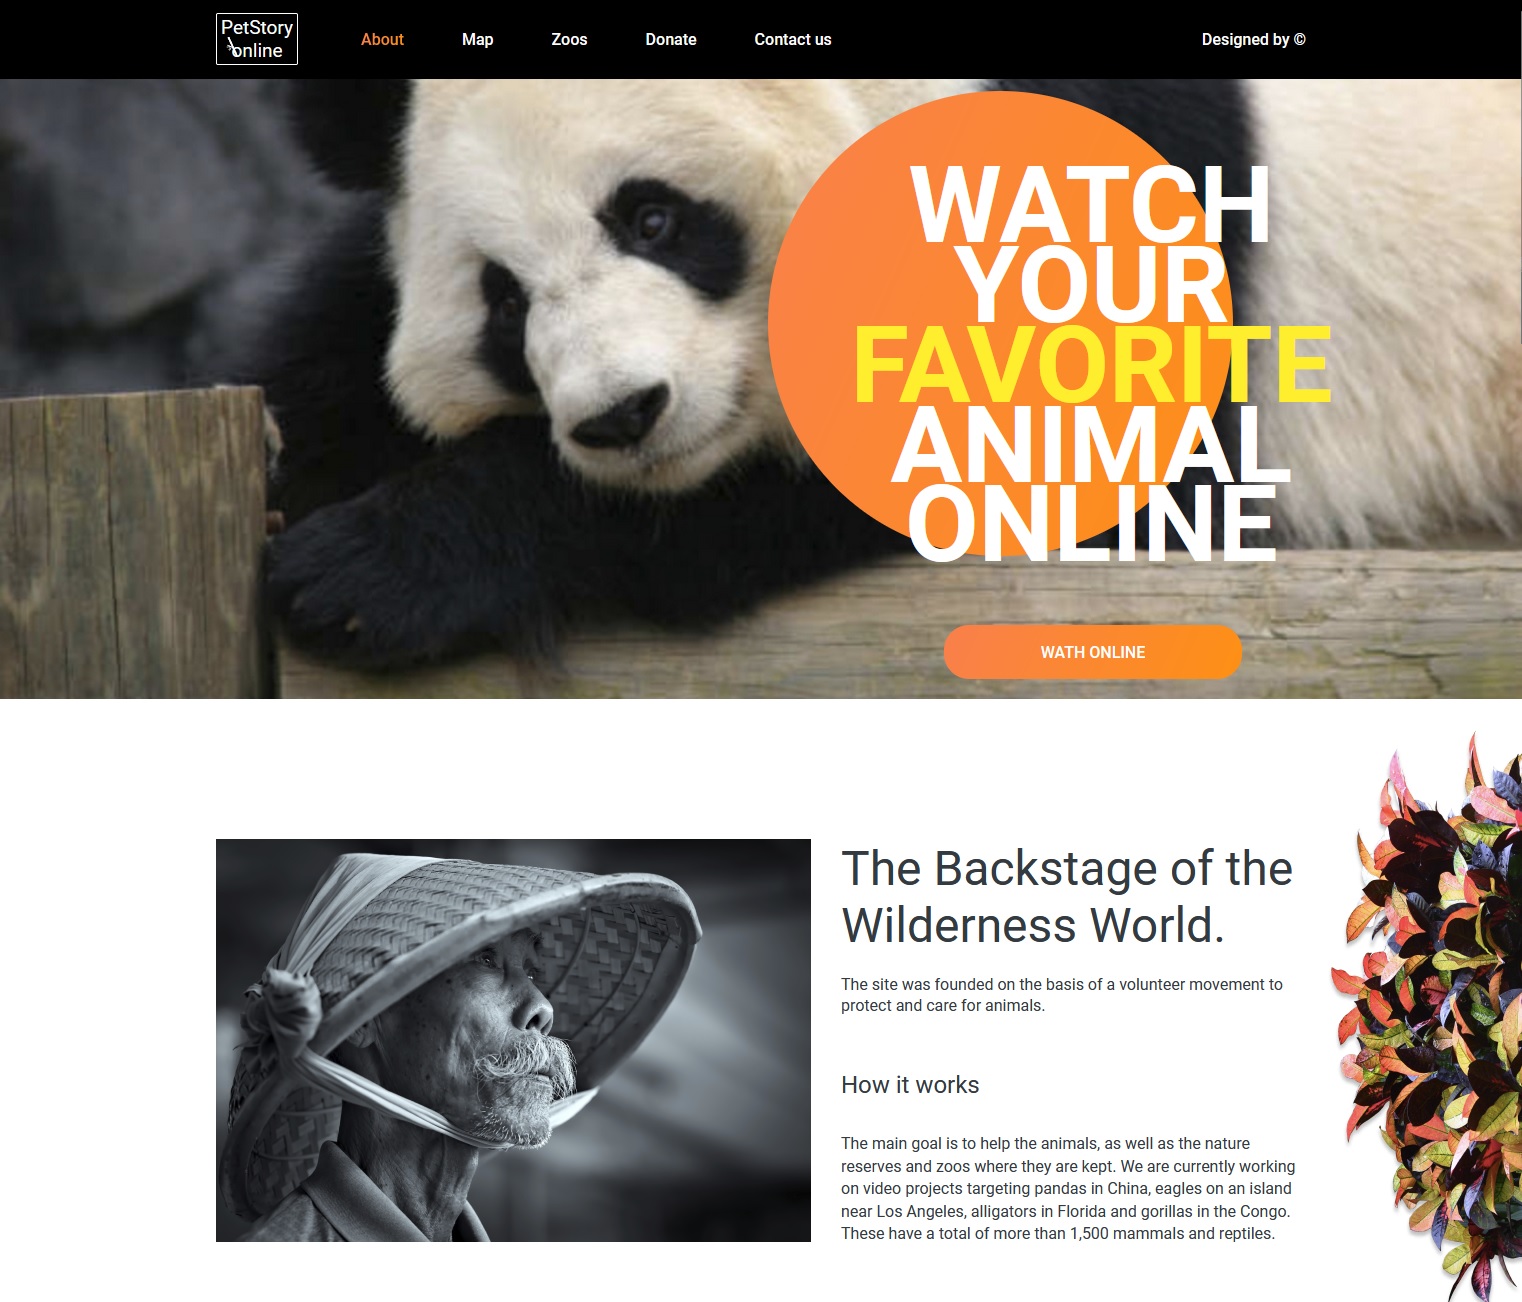 PetStory
online
About
Map
Zoos
Donate
Contact us
Designed by ©
WATCH
YOUR
FAVORITE
ANIMAL
ONLINE
WATH ONLINE
The Backstage of the
Wilderness World.
The site was founded on the basis of a volunteer movement to
protect and care for animals.
How it works
The main goal is to help the animals, as well as the nature
reserves and zoos where they are kept. We are currently working
on video projects targeting pandas in China, eagles on an island
near Los Angeles, alligators in Florida and gorillas in the Congo.
These have a total of more than 1,500 mammals and reptiles.